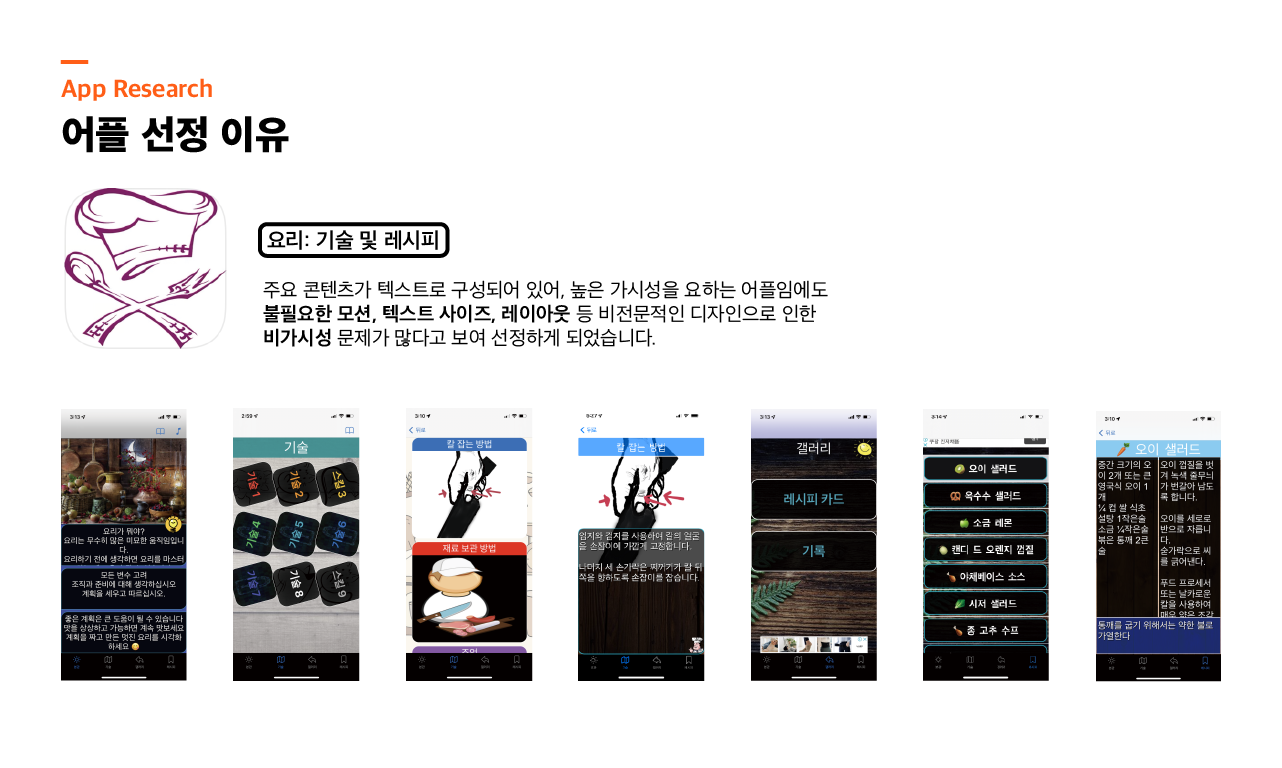 App Research
어플 선정 이유
요리: 기술 및 레시피
주요 콘텐츠가 텍스트로 구성되어 있어, 높은 가시성을 요하는 어플임에도
불필요한 모션, 텍스트 사이즈, 레이아웃 등 비전문적인 디자인으로 인한
비가시성 문제가 많다고 보여 선정하게 되었습니다.
3:13
요리가 뭐야?
요리는 무수히 많은 미묘한 움직임입니
다.
요리하기 전에 생각하면 요리를 마스터
모든 변수 고려
조직과 준비에 대해 생각하십시오
계획을 세우고 따르십시오.
좋은 계획은 큰 도움이 될 수 있습니다
맛을 상상하고 가능하면 계속 맛보세요
계획을 짜고 만든 멋진 요리를 시각화
하세요
2:59
기술
기술 1
기술 2
스킬 3
기술 4
기술 5
기술 6
기술 7
기술 8
스킬 9
3:10
뒤로
칼 잡는 방법
재료 보관 방법
뒤로
칼 잡는 방법
엄지와 검지를 사용하여 칼의 얼굴
을 손잡이에 가깝게 고정합니다.
나머지 세 손가락은 찌꺼기가 칼 뒤
쪽을 향하도록 손잡이를 잡습니다.
3:13
갤러리
레시피 카드
기록
3:14
오이 샐러드
옥수수 샐러드
소금 레몬
캔디 드 오렌지 껍질
야채베이스 소스
시저 샐러드
중 고추 수프
3:10
뒤로
오이 샐러드
중간 크기의 오
이 2개 또는 큰
영국식 오이 1
개
¼ 컵 쌀 식초
설탕 1작은술
소금 ¼작은술
볶은 통깨 2큰
술
오이 껍질을 벗
겨 녹색 줄무늬
가 번갈아 남도
록 합니다.
오이를 세로로
반으로 자릅니
다.
숟가락으로 씨
를 긁어낸다.
푸드 프로세서
또는 날카로운
칼을 사용하여
매우 얇은 조각
통깨를 굽기 위해서는 약한 불로
가열한다